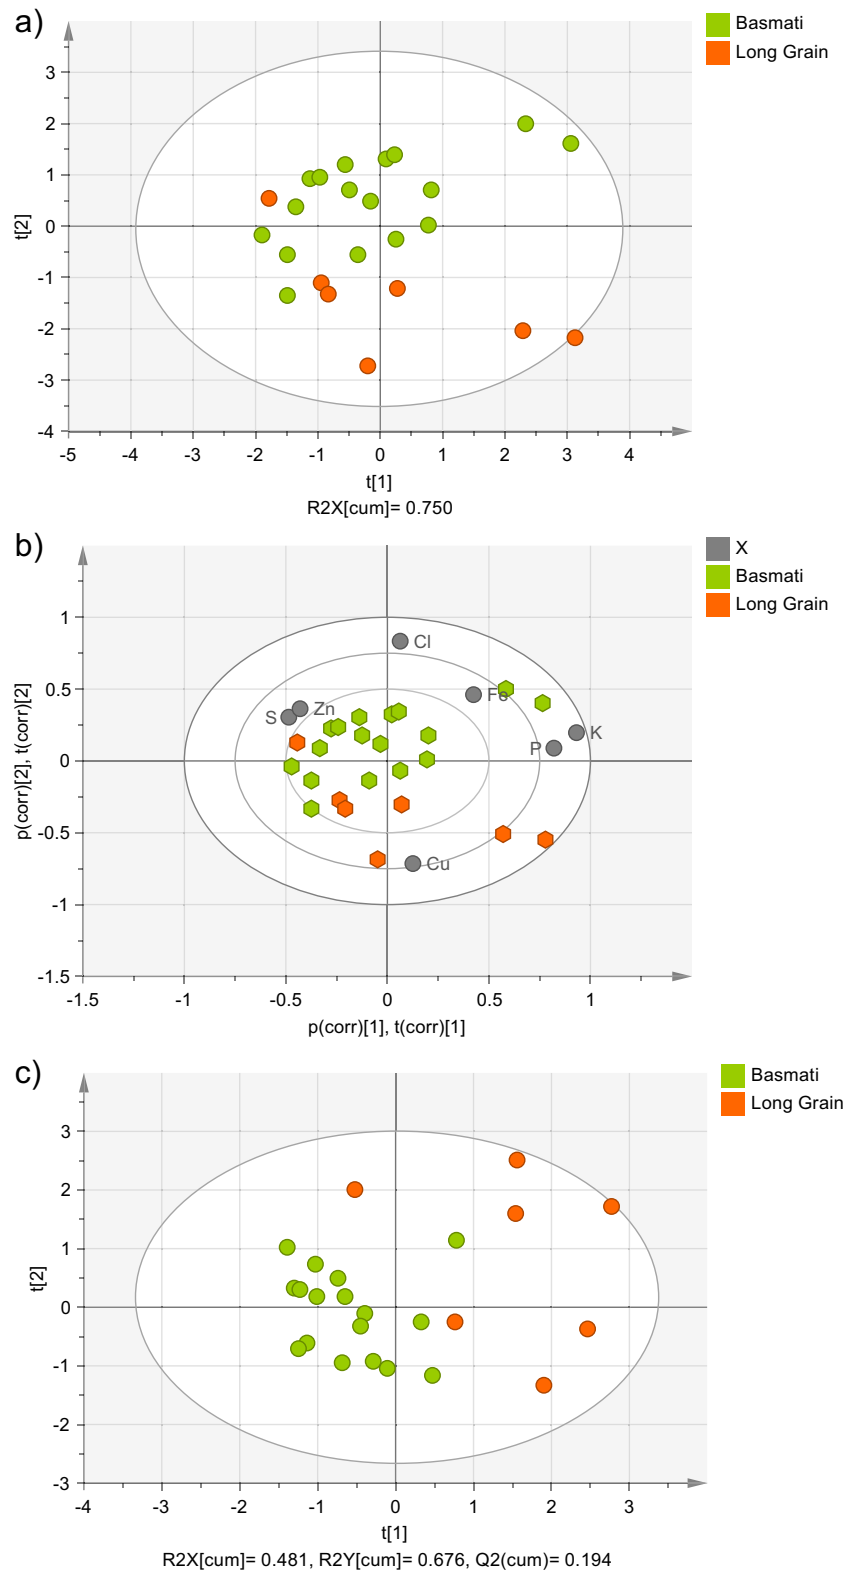 a)
Basmati
Long Grain
3
2
1
0
-1
-2
-3
-4
t[2]
-5 -4 -3 -2 -1 0 1 2 3 4
t[1]
R2X[cum]= 0.750
b)
X
Basmati
Long Grain
1
0.5
0
-0.5
-1
-1.5
p(corr)[2], t(corr)[2]
Cl
Fe
S
Zn
K
P
Cu
-1.5 -1 -0.5 0 0.5 1
p(corr)[1], t(corr)[1]
c)
Basmati
Long Grain
3
2
1
0
-1
-2
-3
t[2]
-4 -3 -2 -1 0 1 2 3
t[1]
R2X[cum]= 0.481, R2Y[cum]= 0.676, Q2(cum)= 0.194